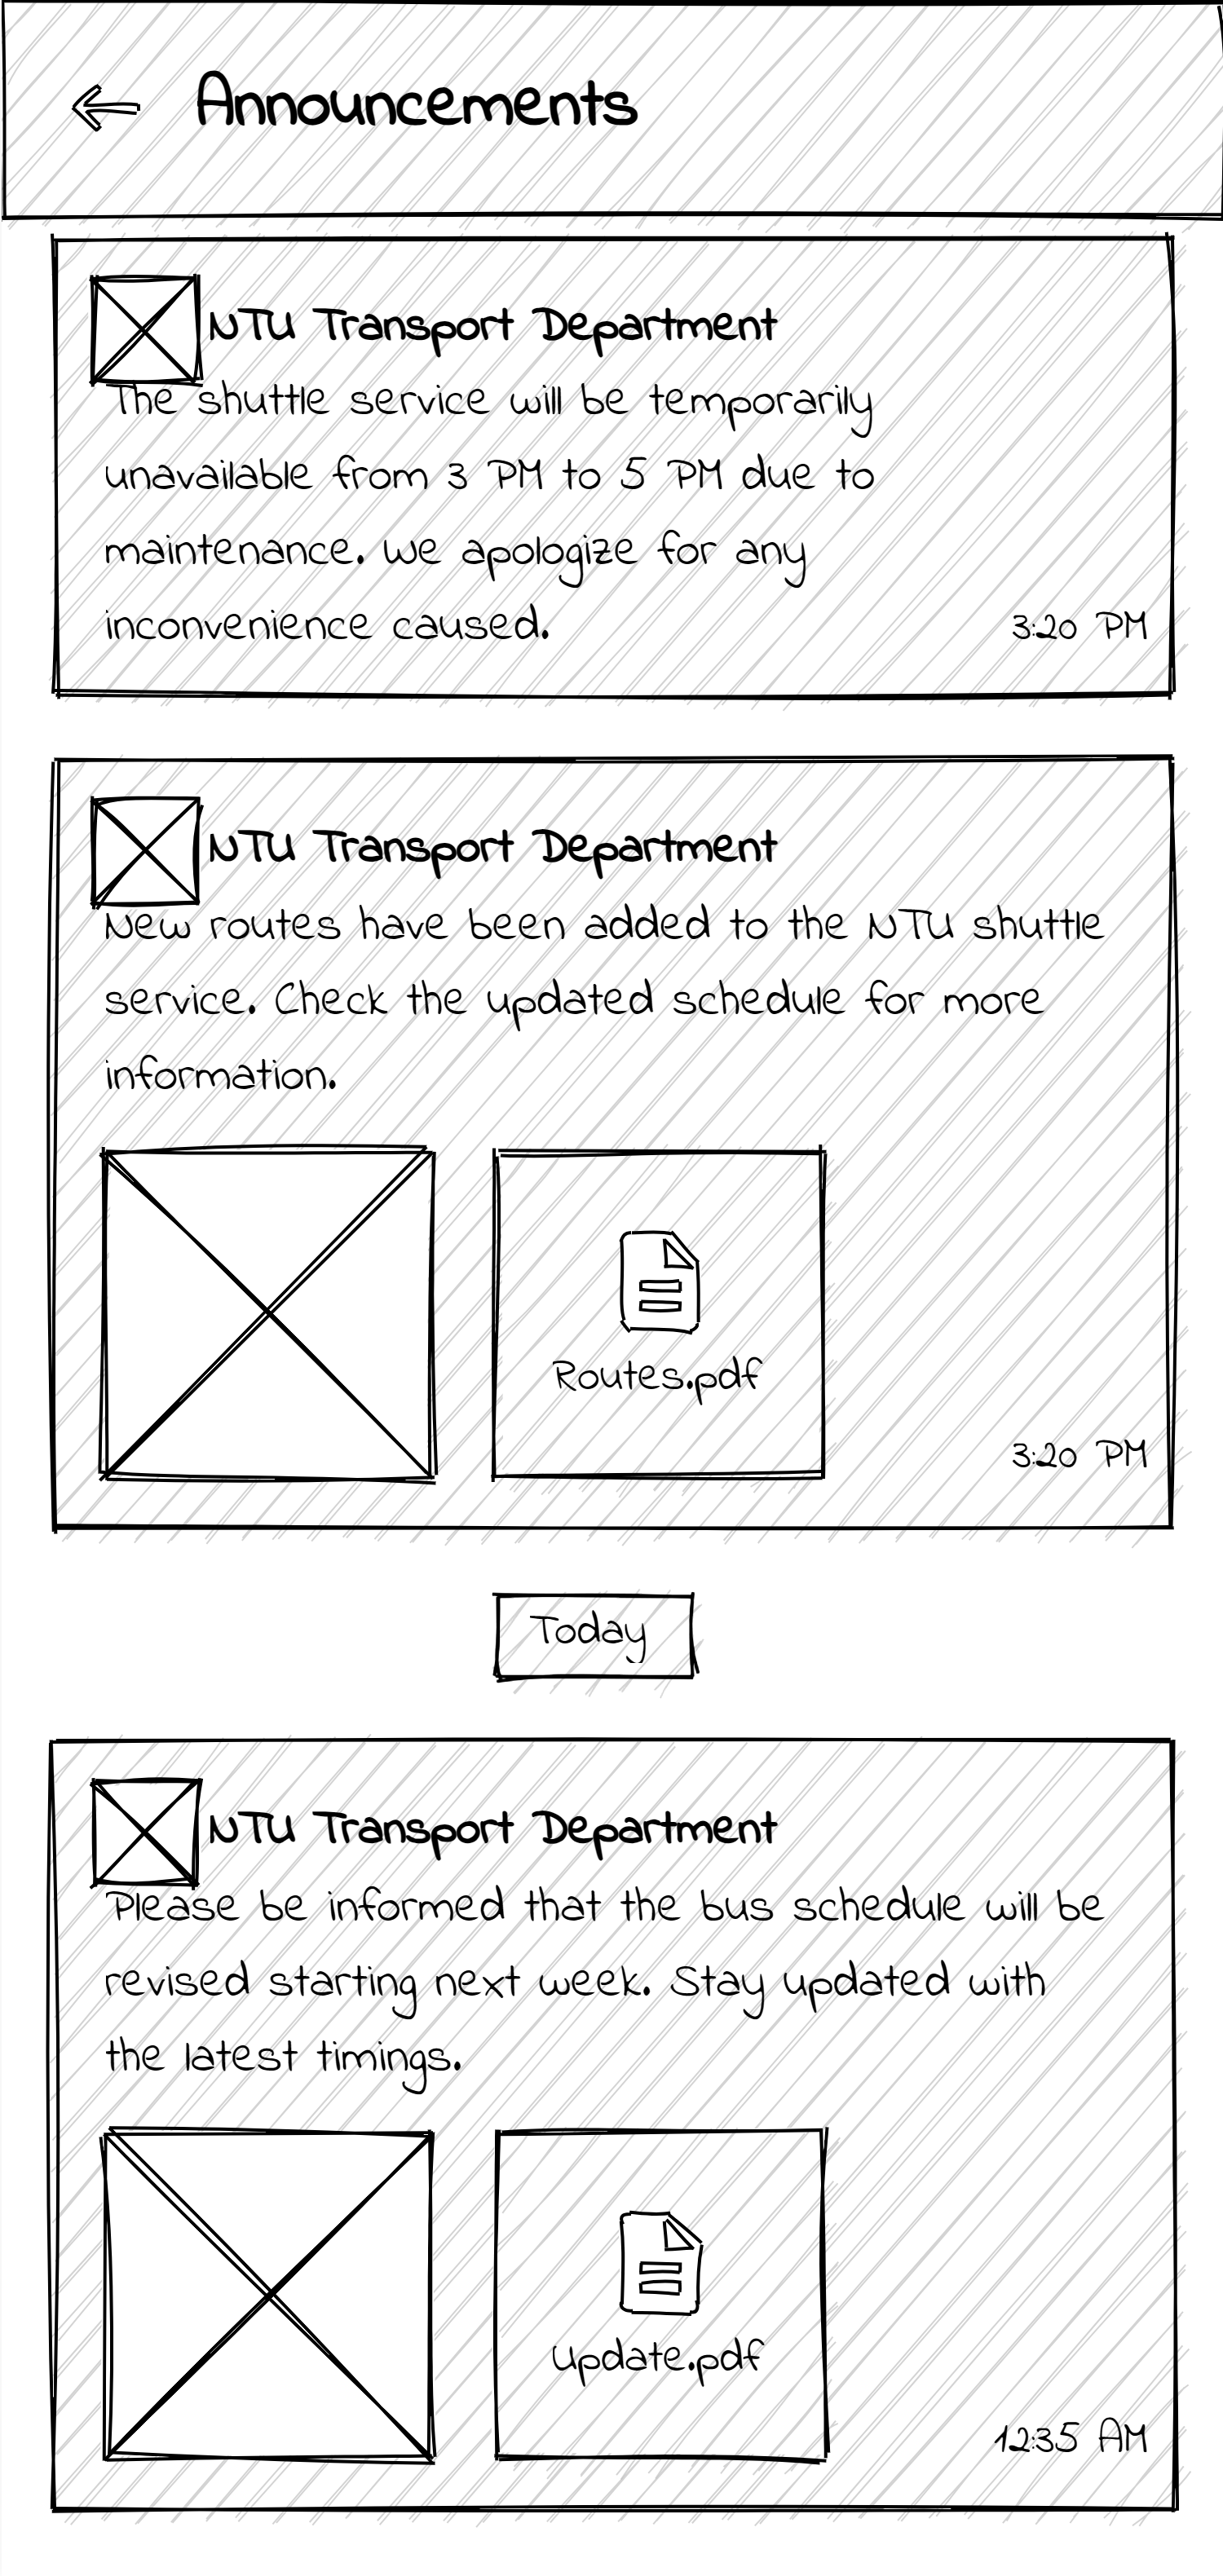 Announcements
NTU Transport Department
The shuttle service will be temporarily
unavailable from 3 PM to 5 PM due to
maintenance. We apologize for any
inconvenience caused.
3:20 PM
NTU Transport Department
New routes have been added to the NTU shuttle
service. Check the updated schedule for more
information.
Routes.pdf
3:20 PM
Today
NTU Transport Department
Please be informed that the bus schedule will be
revised starting next week. Stay updated with
the latest timings.
Update.pdf
12:35 AM